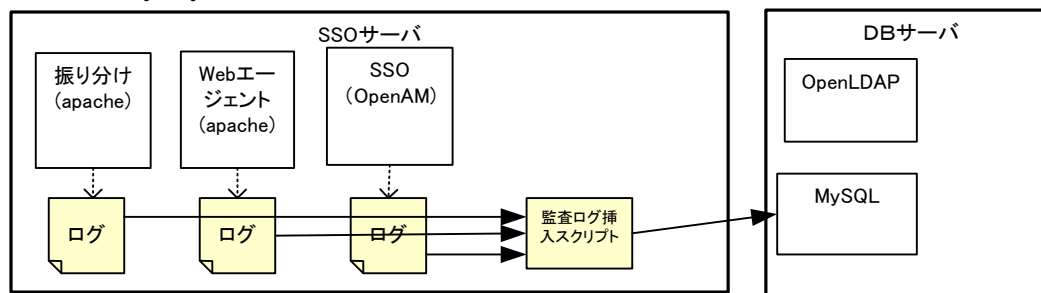 SSOサーバ
振り分け
(apache)
Webエー
ジェント
(apache)
SSO
(OpenAM)
ログ
ログ
ログ
監査ログ挿
入スクリプト
DBサーバ
OpenLDAP
MySQL